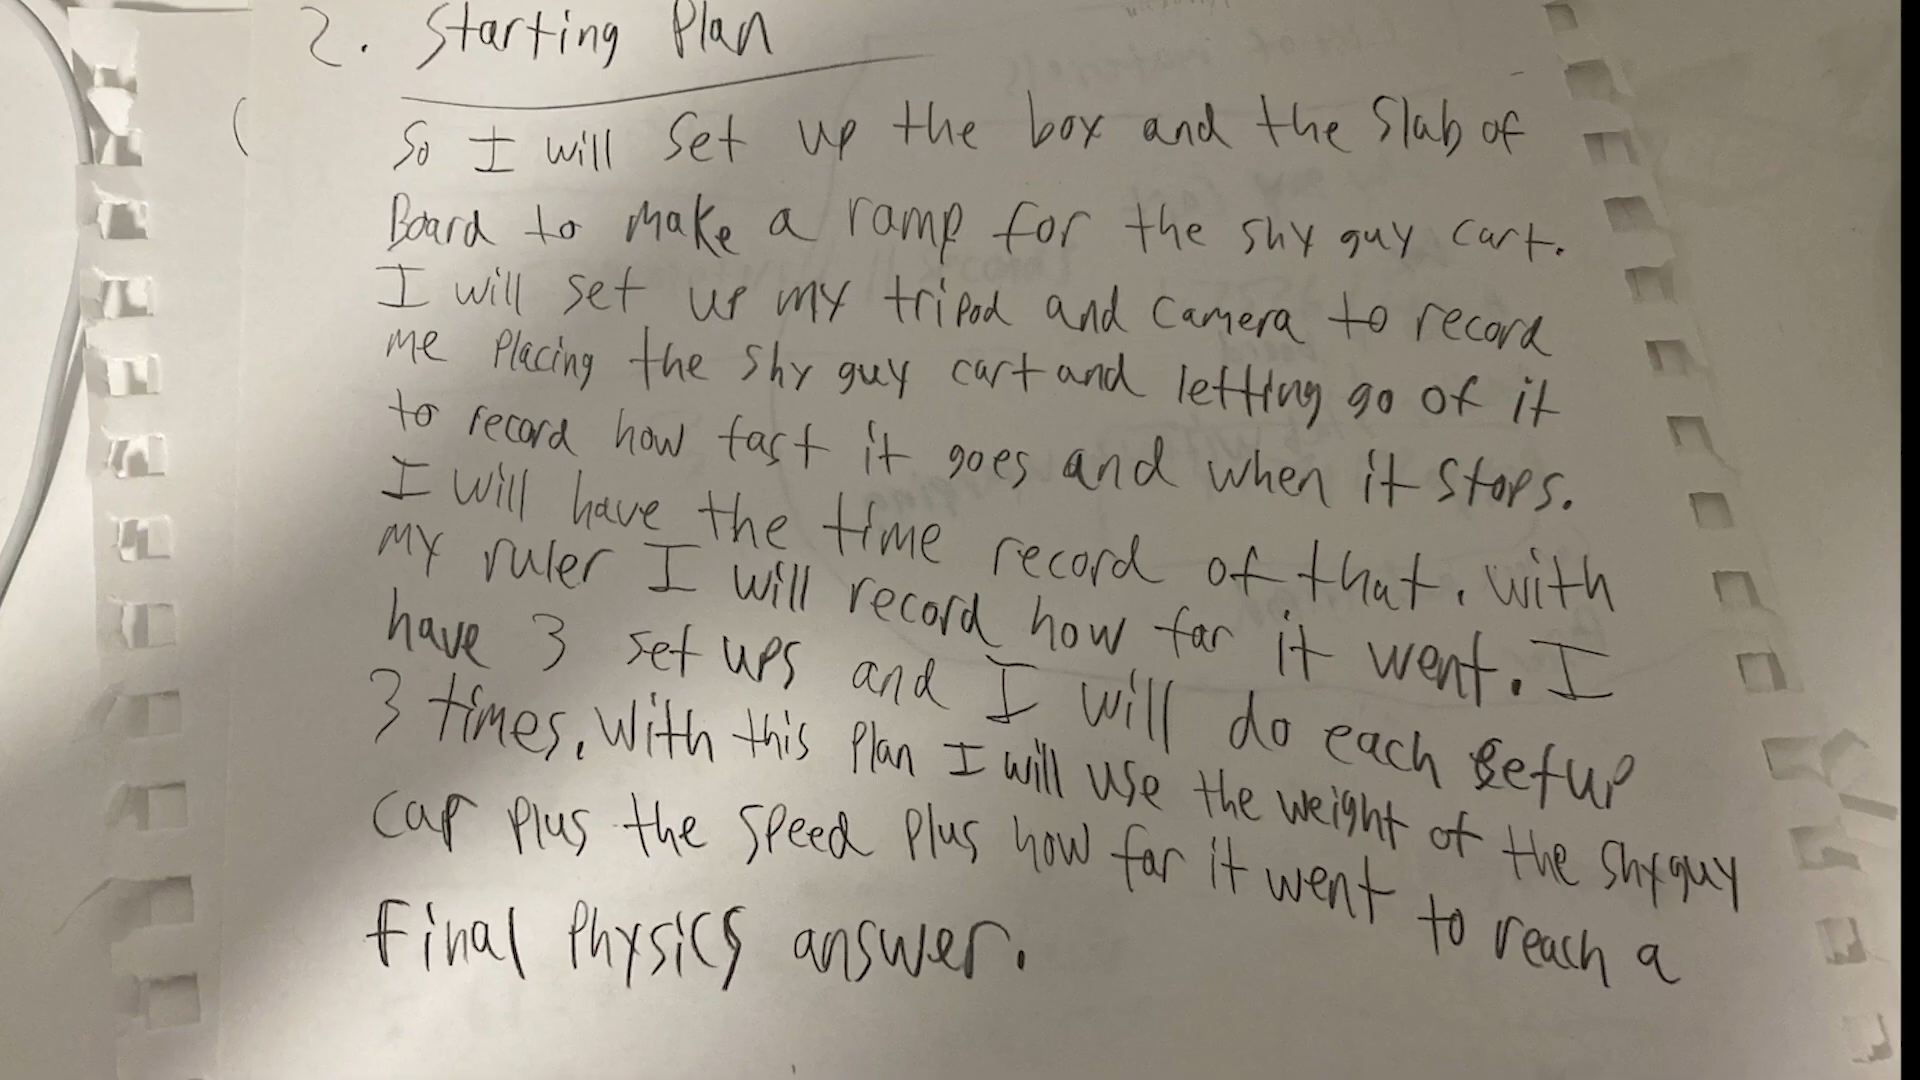 2. Starting Plan
So I will set up the box and the slab of
Board to make a ramp for the shy guy cart.
I will set up my tripod and camera to record
me placing the shy guy cart and letting go of it
to record how fast it goes and when it stops.
I will have the time record of that. with
my ruler I will record how far it went. I
have 3 set ups and I will do each setup
3 times. With this plan I will use the weight of the shy guy
car plus the speed plus how far it went to reach a
final physics answer.